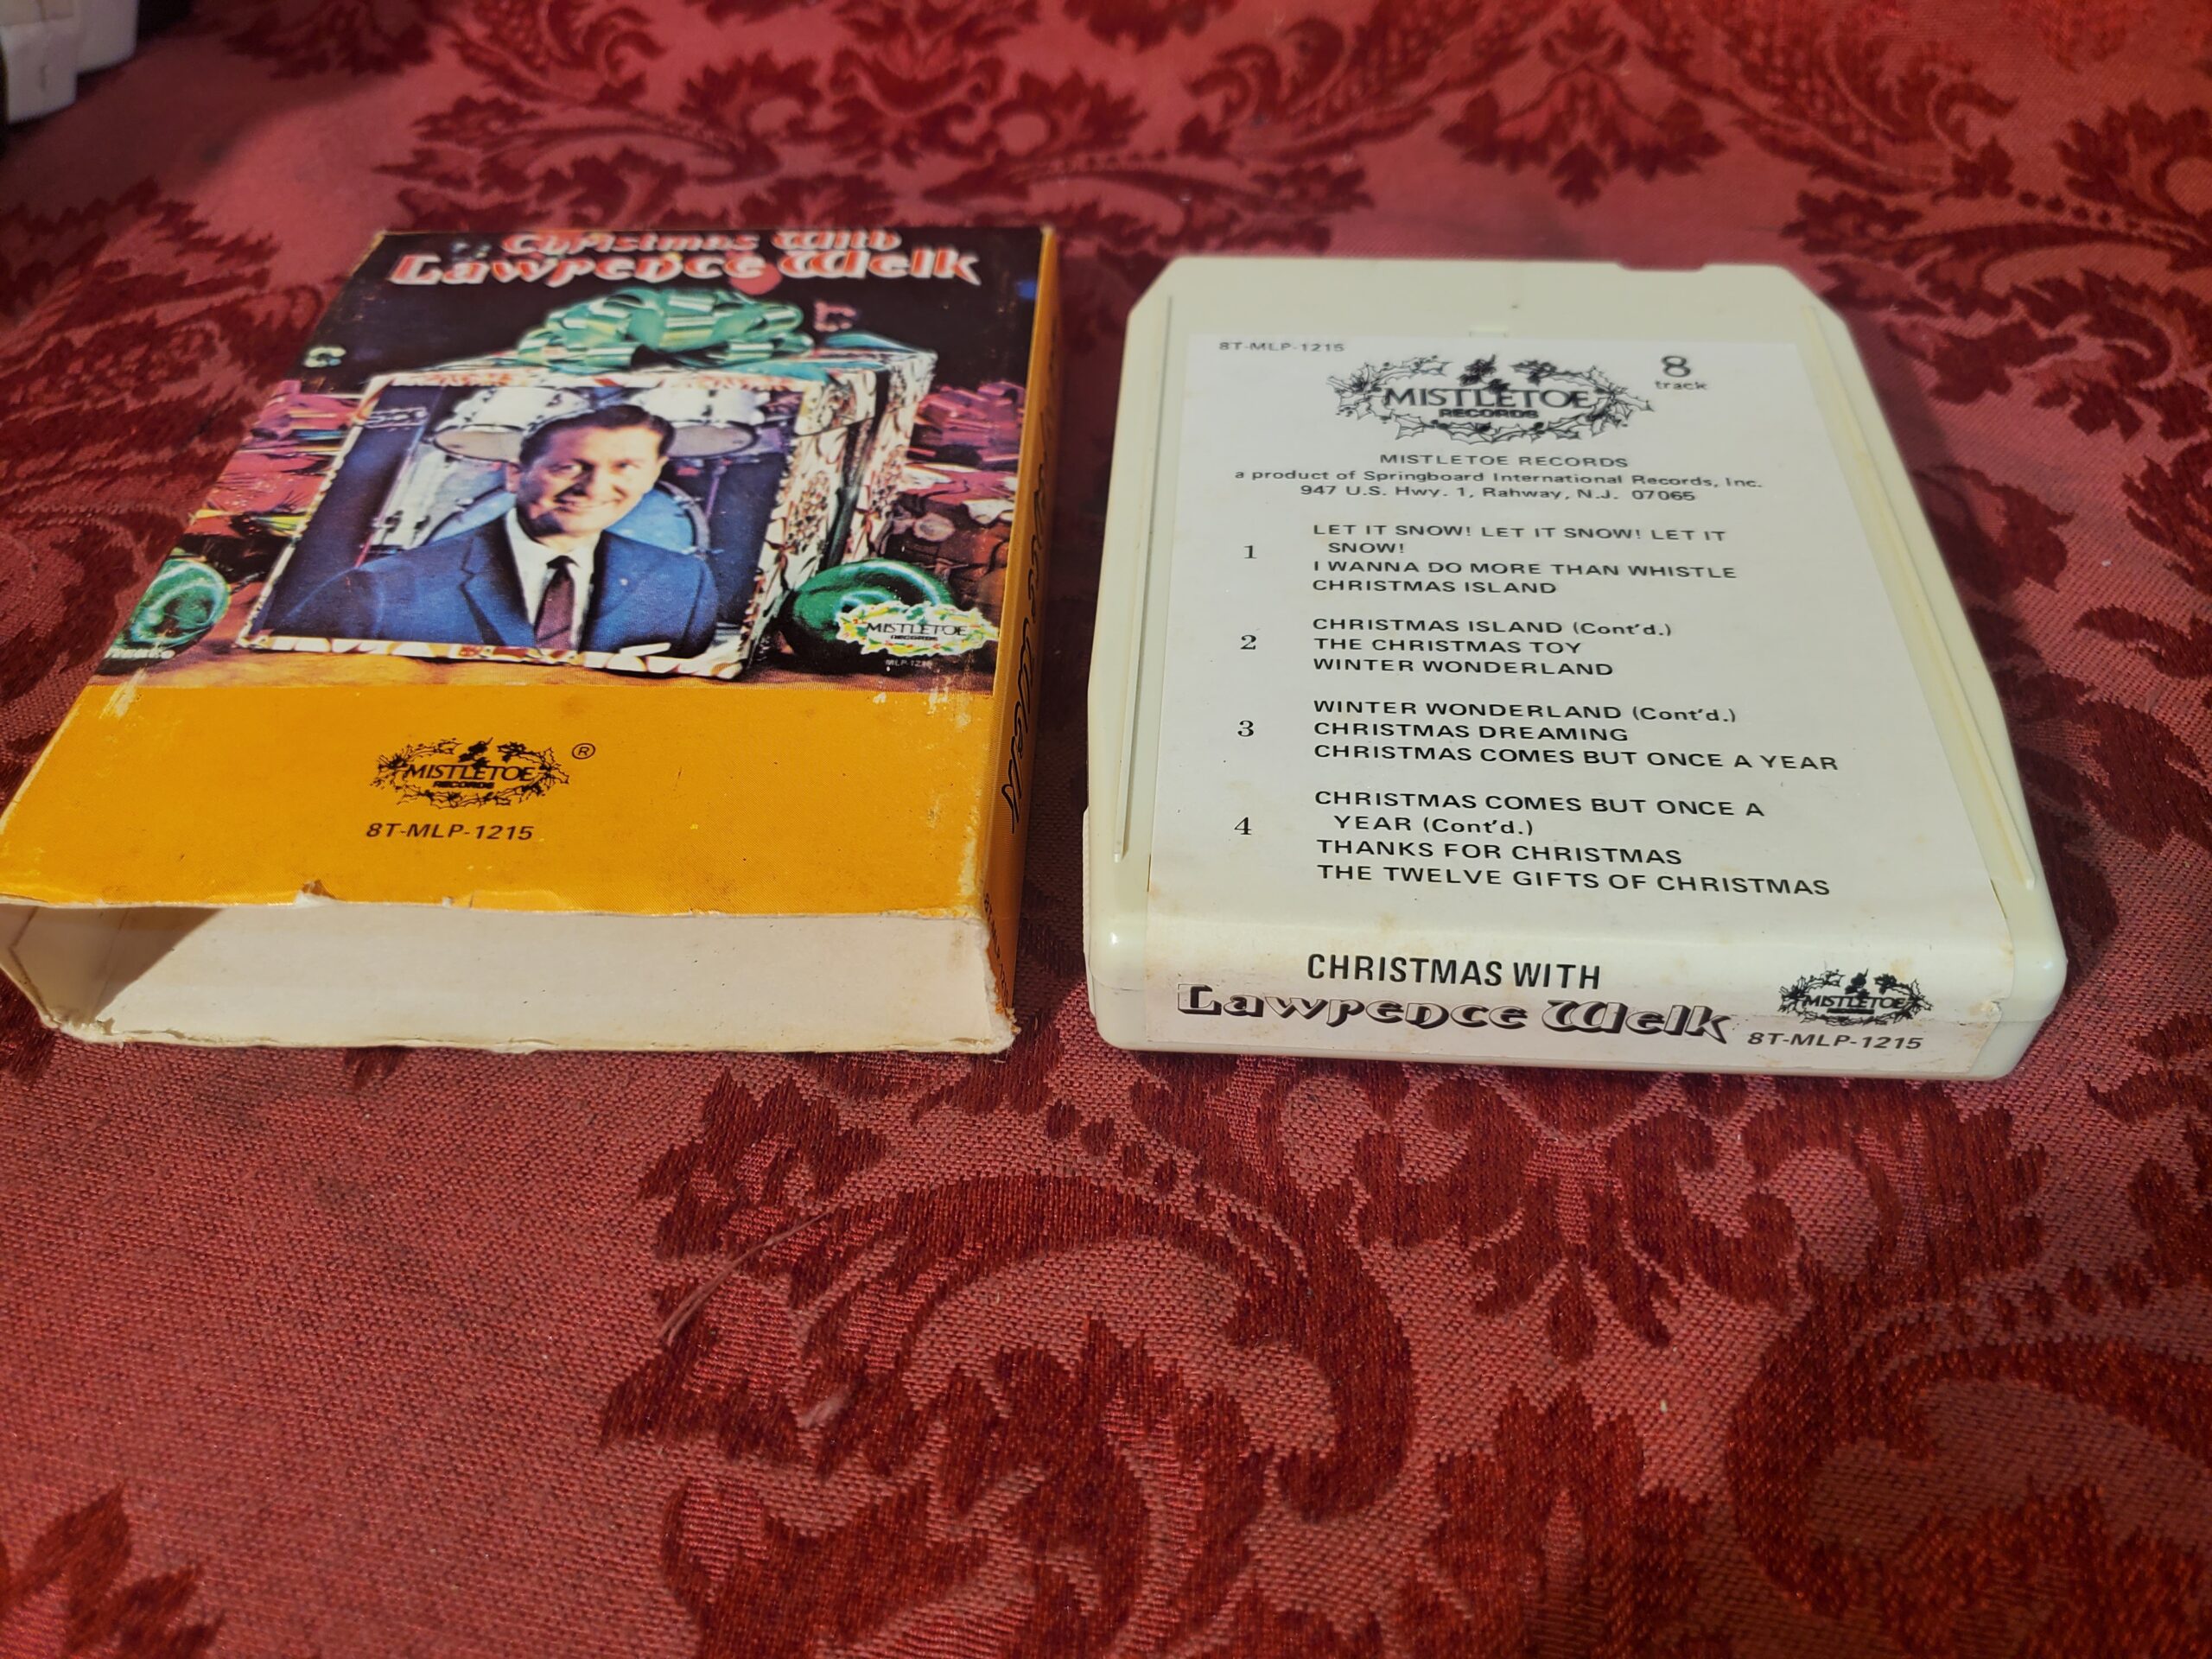 Christmas With
Lawrence Welk
MISTLETOE
RECORDS
MISTLETOE
RECORDS
®
8T-MLP-1215
8T-MLP-1215
8
track
MISTLETOE
RECORDS
MISTLETOE RECORDS
a product of Springboard International Records, Inc.
947 U.S. Hwy. 1, Rahway, N.J. 07065
1
LET IT SNOW! LET IT SNOW! LET IT
SNOW!
I WANNA DO MORE THAN WHISTLE
CHRISTMAS ISLAND
2
CHRISTMAS ISLAND (Cont'd.)
THE CHRISTMAS TOY
WINTER WONDERLAND
3
WINTER WONDERLAND (Cont'd.)
CHRISTMAS DREAMING
CHRISTMAS COMES BUT ONCE A YEAR
4
CHRISTMAS COMES BUT ONCE A
YEAR (Cont'd.)
THANKS FOR CHRISTMAS
THE TWELVE GIFTS OF CHRISTMAS
CHRISTMAS WITH
Lawrence Welk
MISTLETOE
RECORDS
8T-MLP-1215